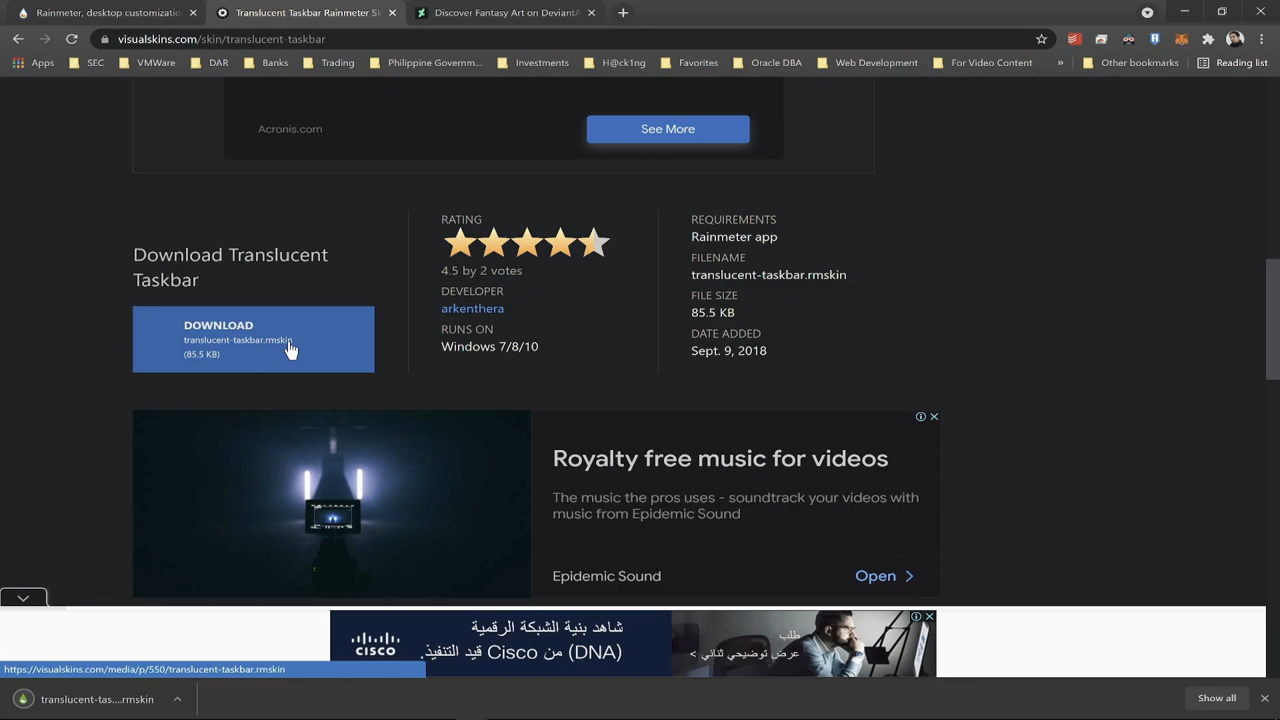 Rainmeter, desktop customizatio
Translucent Taskbar Rainmeter Sk
Discover Fantasy Art on DeviantA
visualskins.com/skin/translucent-taskbar
Apps
SEC
VMWare
DAR
Banks
Trading
Philippine Governm...
Investments
H@ck1ng
Favorites
Oracle DBA
Web Development
For Video Content
»
Other bookmarks
Reading list
Acronis.com
See More
Download Translucent
Taskbar
DOWNLOAD
translucent-taskbar.rmskin
(85.5 KB)
RATING
4.5 by 2 votes
DEVELOPER
arkenthera
RUNS ON
Windows 7/8/10
REQUIREMENTS
Rainmeter app
FILENAME
translucent-taskbar.rmskin
FILE SIZE
85.5 KB
DATE ADDED
Sept. 9, 2018
Royalty free music for videos
The music the pros uses - soundtrack your videos with
music from Epidemic Sound
Epidemic Sound
Open
CISCO
شاهد بنية الشبكة الرقمية
(DNA) من Cisco قيد التنفيذ.
طلب
عرض توضيحي ثنائي >
https://visualskins.com/media/p/550/translucent-taskbar.rmskin
translucent-tas....rmskin
Show all